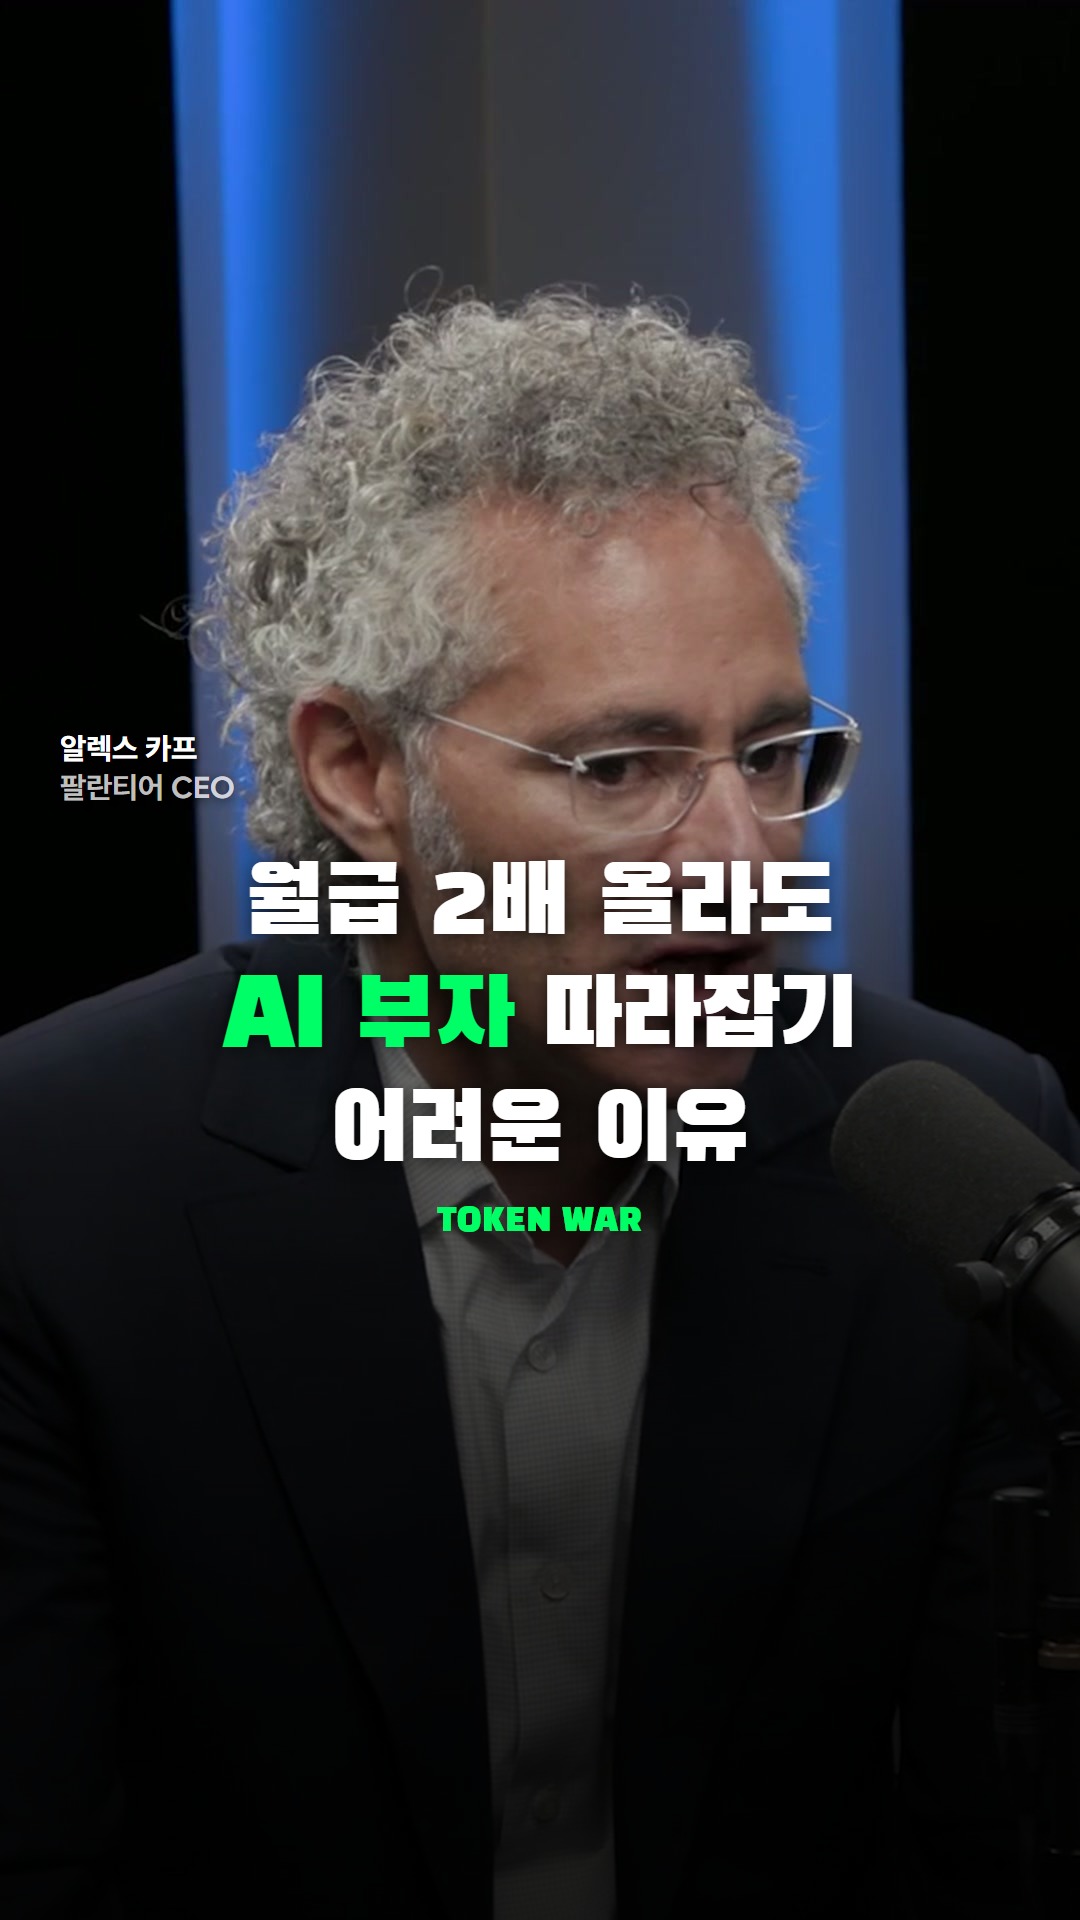 알렉스 카프
팔란티어 CEO
월급 2배 올라도
AI 부자 따라잡기
어려운 이유
TOKEN WAR